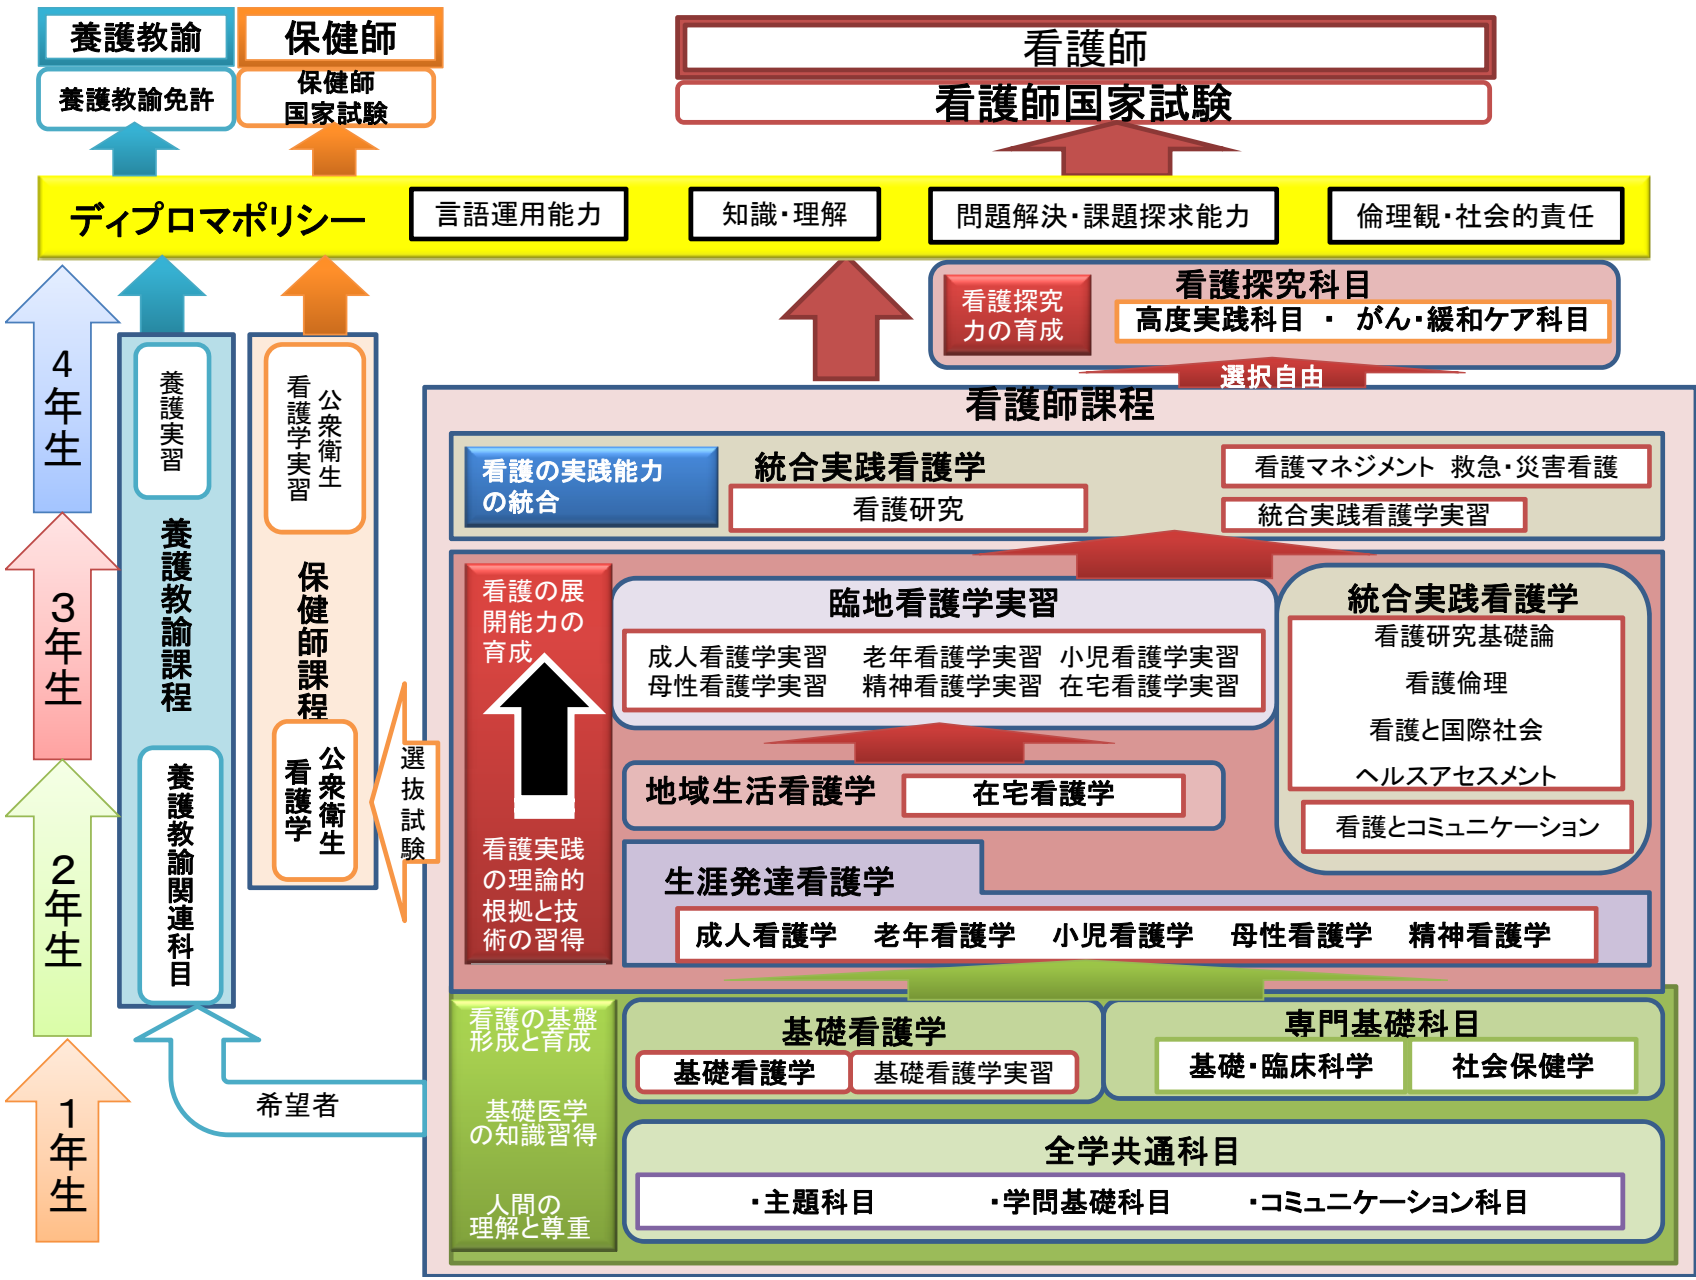 養護教諭
保健師
看護師
養護教諭免許
保健師
国家試験
看護師国家試験
ディプロマポリシー
言語運用能力
知識・理解
問題解決・課題探求能力
倫理観・社会的責任
看護探究
力の育成
看護探究科目
高度実践科目 ・ がん・緩和ケア科目
選択自由
4年生
3年生
2年生
1年生
養護実習
養護教諭課程
養護教諭関連科目
公衆衛生
看護学実習
保健師課程
公衆衛生
看護学
選抜試験
希望者
看護師課程
看護の実践能力
の統合
統合実践看護学
看護研究
看護マネジメント 救急・災害看護
統合実践看護学実習
看護の展
開能力の
育成
看護実践
の理論的
根拠と技
術の習得
臨地看護学実習
成人看護学実習 老年看護学実習 小児看護学実習
母性看護学実習 精神看護学実習 在宅看護学実習
統合実践看護学
看護研究基礎論
看護倫理
看護と国際社会
ヘルスアセスメント
看護とコミュニケーション
地域生活看護学
在宅看護学
生涯発達看護学
成人看護学 老年看護学 小児看護学 母性看護学 精神看護学
看護の基盤
形成と育成
基礎医学
の知識習得
人間の
理解と尊重
基礎看護学
基礎看護学
基礎看護学実習
専門基礎科目
基礎・臨床科学
社会保健学
全学共通科目
・主題科目 ・学問基礎科目 ・コミュニケーション科目